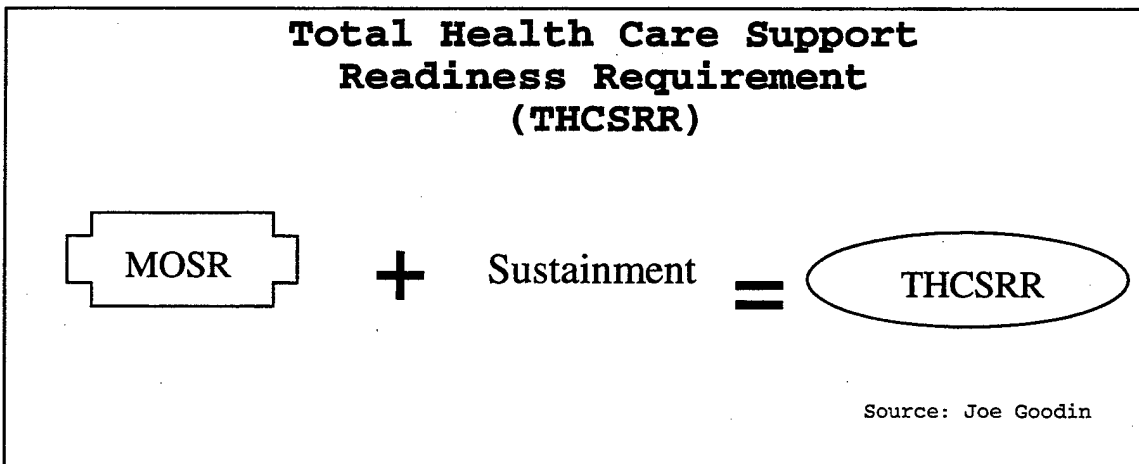 Total Health Care Support
Readiness Requirement
(THCSRR)
MOSR + Sustainment = THCSRR
Source: Joe Goodin